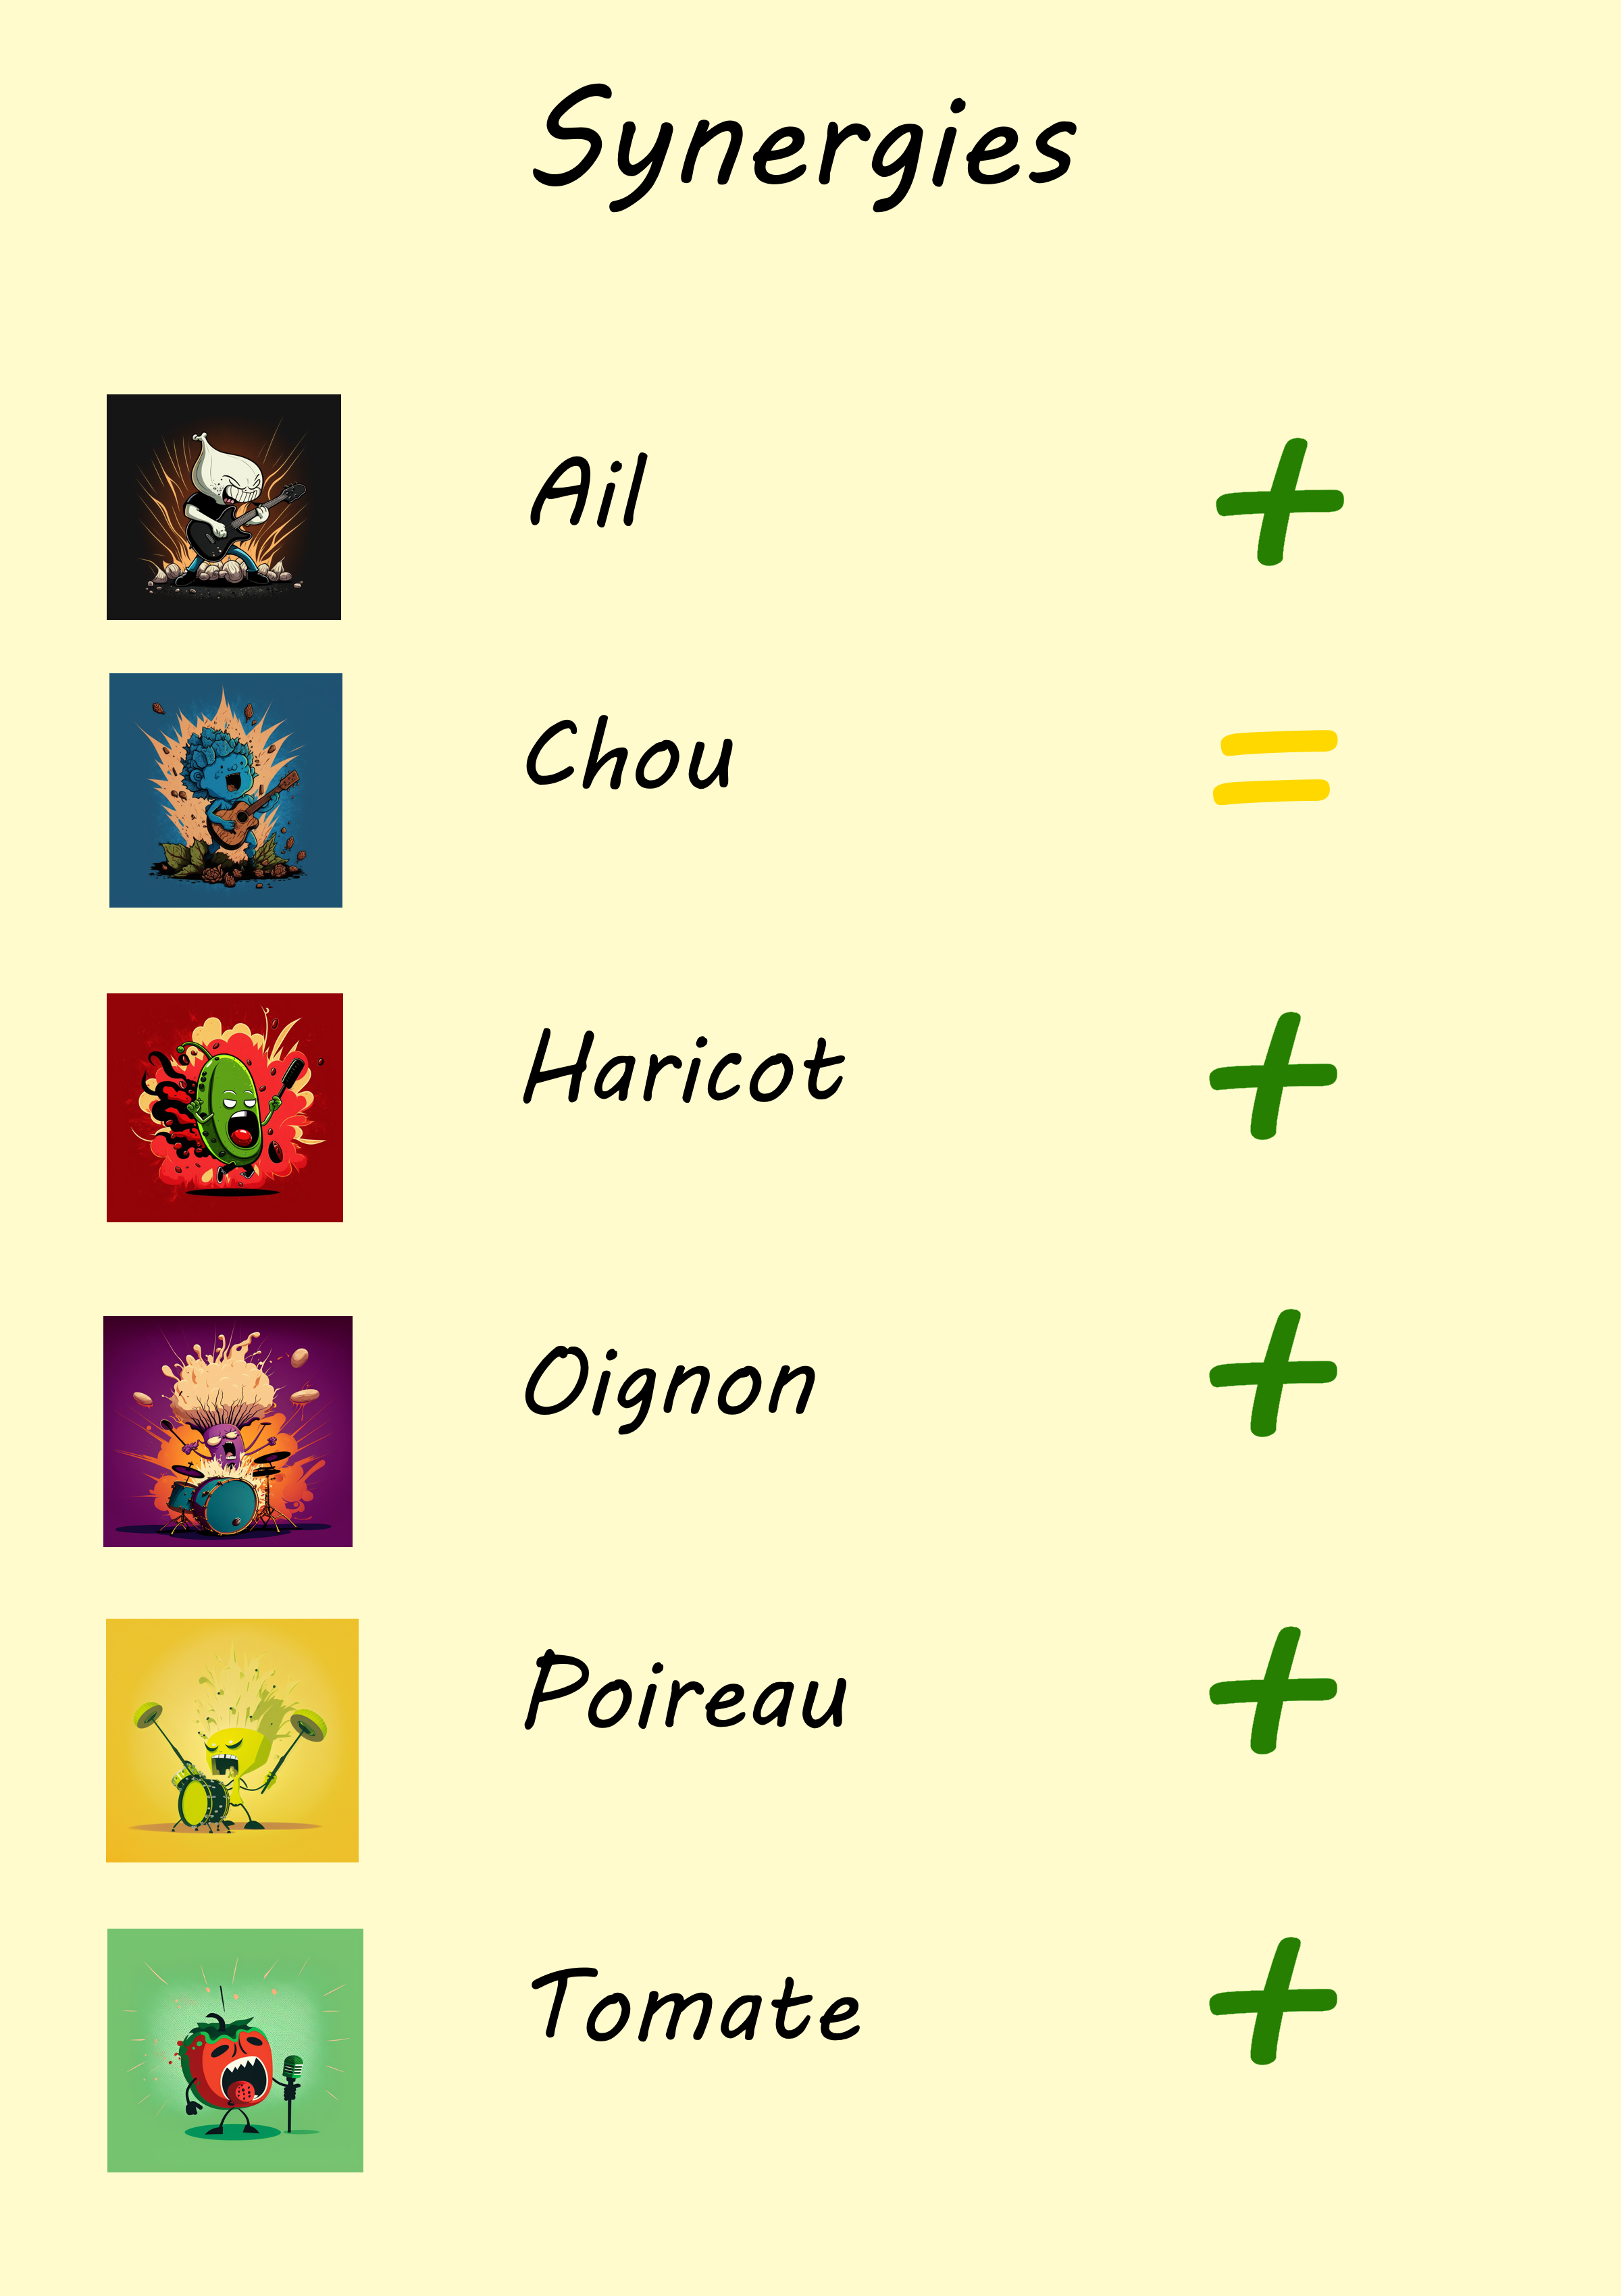 Synergies
Ail +
Chou =
Haricot +
Oignon +
Poireau +
Tomate +